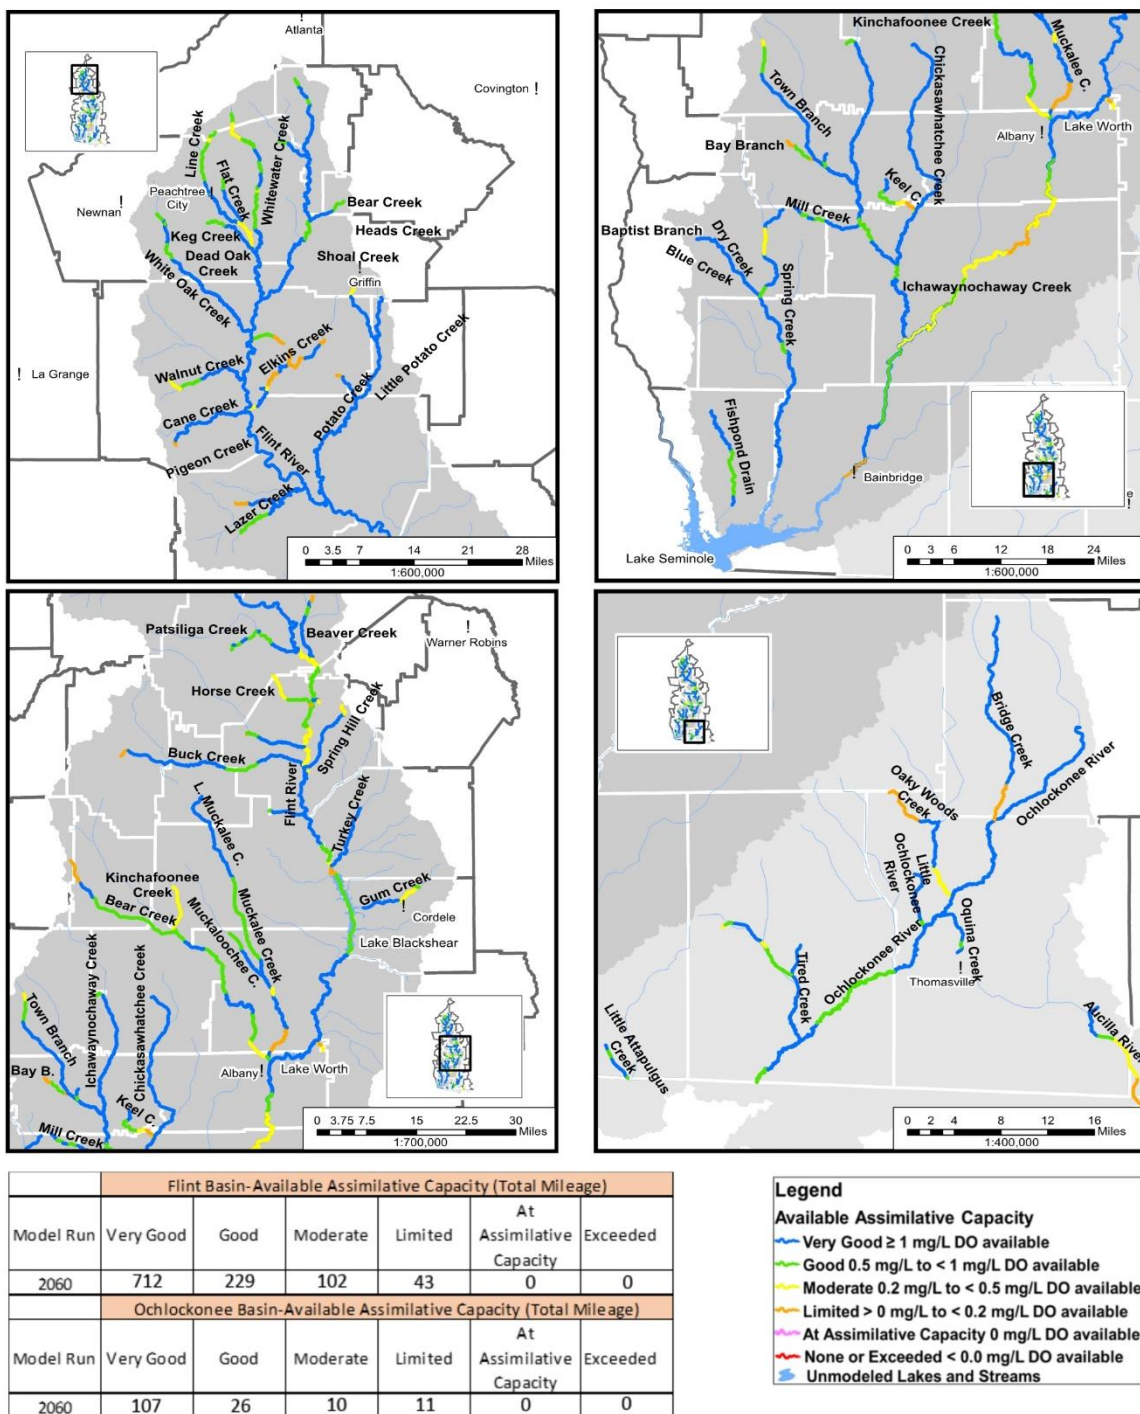 Atlanta
Covington
Line Creek
Flat Creek
Whitewater Creek
Peachtree
City
Newnan
Bear Creek
Heads Creek
Keg Creek
Dead Oak
Creek
Shoal Creek
Griffin
White Oak Creek
Little Potato Creek
Elkins Creek
Walnut Creek
La Grange
Potato Creek
Cane Creek
Flint River
Pigeon Creek
Lazer Creek
0 3.5 7 14 21 28
Miles
1:600,000
Kinchafoonee Creek
Muckalee C.
Chickasawhatchee Creek
Town Branch
Lake Worth
Albany
Bay Branch
Keel C.
Mill Creek
Baptist Branch
Dry Creek
Blue Creek
Spring Creek
Ichawaynochaway Creek
Fishpond Drain
Bainbridge
e
Lake Seminole
0 3 6 12 18 24
Miles
1:600,000
Patsiliga Creek
Beaver Creek
Warner Robins
Horse Creek
Spring Hill Creek
Buck Creek
Flint River
L. Muckalee C.
Turkey Creek
Kinchafoonee
Creek
Bear Creek
Gum Creek
Cordele
Muckalee Creek
Muckaloochee C.
Lake Blackshear
Ichawaynochaway Creek
Chickasawhatchee Creek
Town Branch
Bay B.
Albany
Lake Worth
Keel C.
Mill Creek
0 3.75 7.5 15 22.5 30
Miles
1:700,000
Bridge Creek
Ochlockonee River
Oaky Woods
Creek
Little
Ochlockonee
River
Oquina Creek
Ochlockonee River
Tired Creek
Thomasville
Aucilla River
Little Attapulgus
Creek
0 2 4 8 12 16
Miles
1:400,000
Flint Basin-Available Assimilative Capacity (Total Mileage)
Model Run Very Good Good Moderate Limited At Assimilative Capacity Exceeded
2060 712 229 102 43 0 0
Ochlockonee Basin-Available Assimilative Capacity (Total Mileage)
Model Run Very Good Good Moderate Limited At Assimilative Capacity Exceeded
2060 107 26 10 11 0 0
Legend
Available Assimilative Capacity
Very Good ≥ 1 mg/L DO available
Good 0.5 mg/L to < 1 mg/L DO available
Moderate 0.2 mg/L to < 0.5 mg/L DO available
Limited > 0 mg/L to < 0.2 mg/L DO available
At Assimilative Capacity 0 mg/L DO available
None or Exceeded < 0.0 mg/L DO available
Unmodeled Lakes and Streams